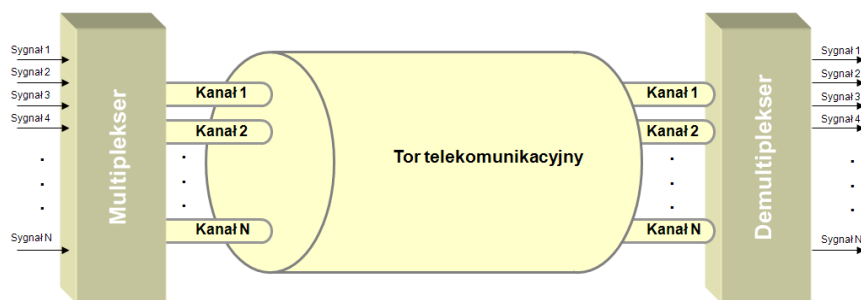 Sygnał 1
Sygnał 2
Sygnał 3
Sygnał 4
Sygnał N
Multiplekser
Kanał 1
Kanał 2
Kanał N
Tor telekomunikacyjny
Kanał 1
Kanał 2
Kanał N
Demultiplekser
Sygnał 1
Sygnał 2
Sygnał 3
Sygnał 4
Sygnał N